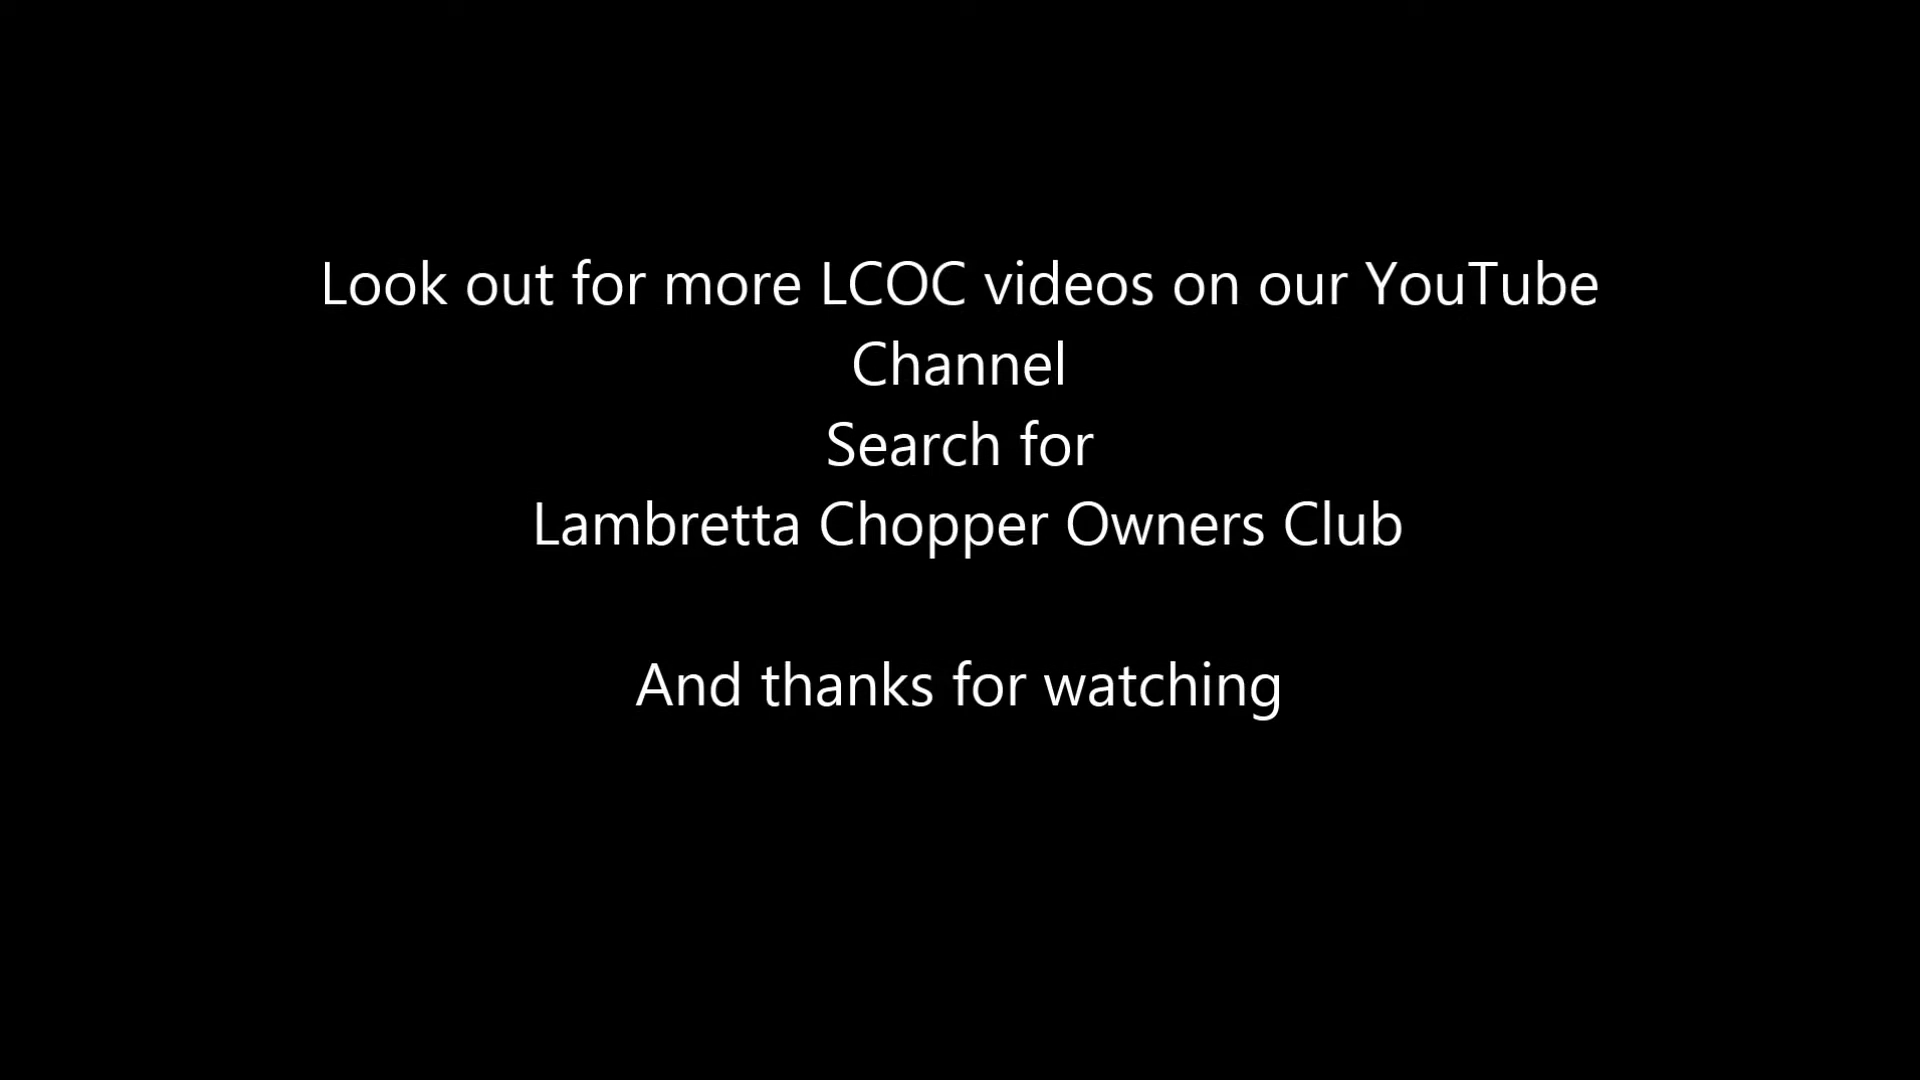 Look out for more LCOC videos on our YouTube
Channel
Search for
Lambretta Chopper Owners Club
And thanks for watching